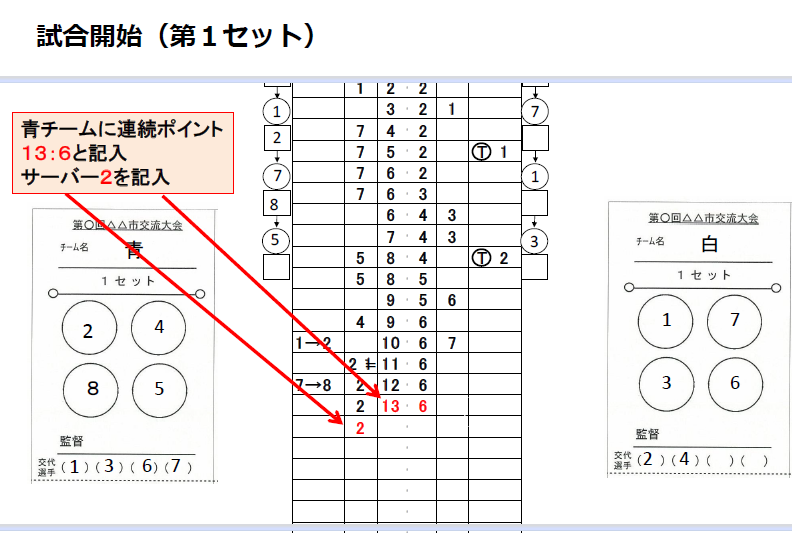 試合開始（第１セット）
青チームに連続ポイント
１３：６と記入
サーバー２を記入
1
2
7
8
5
1 2 2
3 2 1
7 4 2
7 5 2 Ⓣ 1
7 6 2
7 6 3
6 4 3
7 4 3
5 8 4 Ⓣ 2
5 8 5
9 5 6
4 9 6
1→2 10 6 7
2 11 6
7→8 2 12 6
2 13 6
2
7
1
3
第〇回△△市交流大会
チーム名 青
１セット
2 4
8 5
監督
交代選手 (1)(3)(6)(7)
第〇回△△市交流大会
チーム名 白
１セット
1 7
3 6
監督
交代選手 (2)(4)( )( )